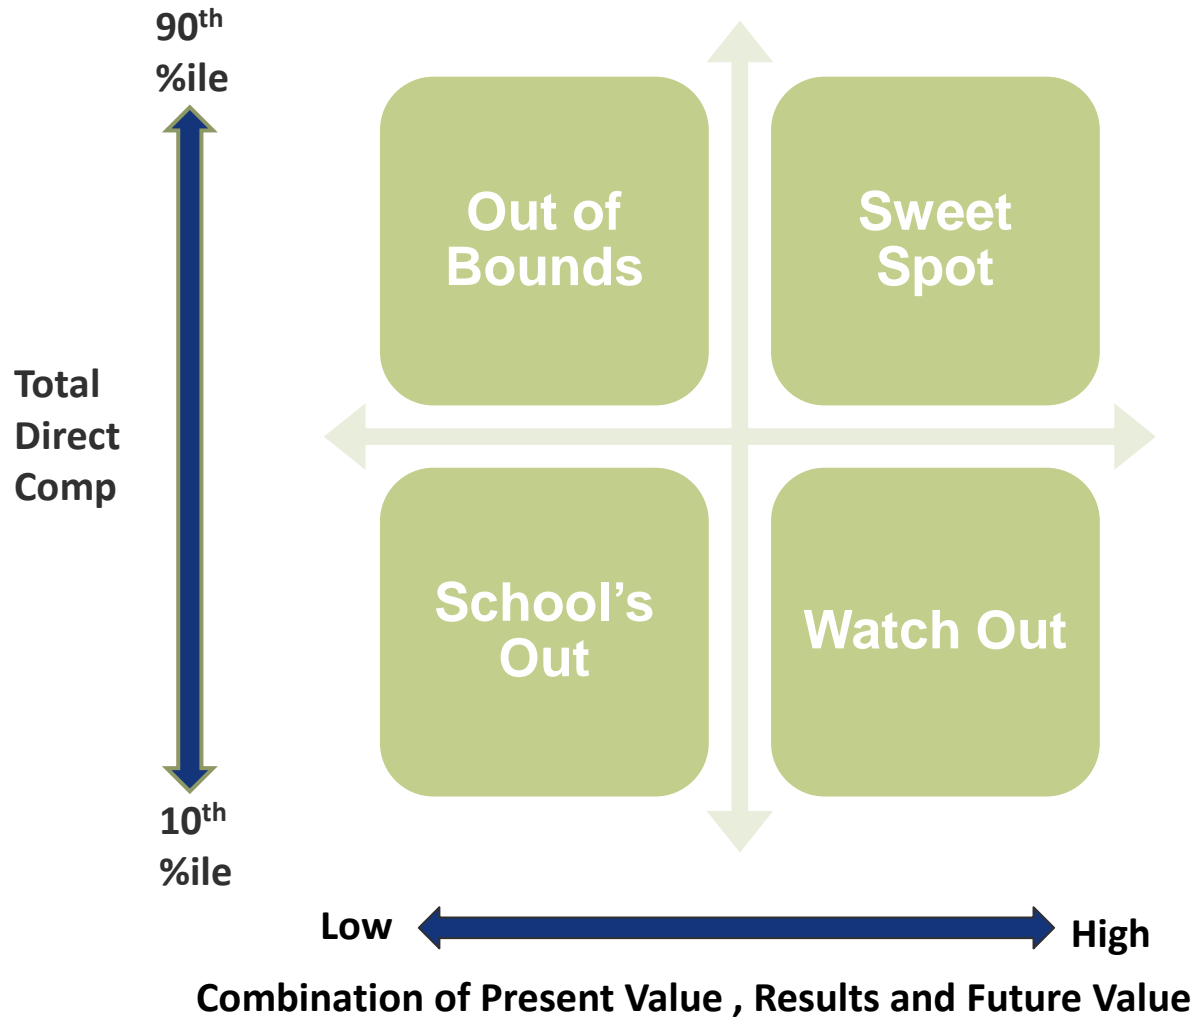 90th
%ile
Out of
Bounds
Sweet
Spot
Total
Direct
Comp
School’s
Out
Watch Out
10th
%ile
Low
High
Combination of Present Value , Results and Future Value